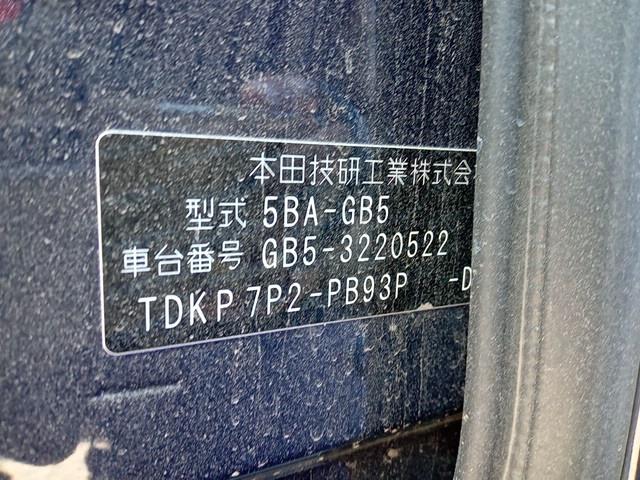 本田技研工業株式会
型式 5BA-GB5
車台番号 GB5-3220522
TDKP 7P2-PB93P -D